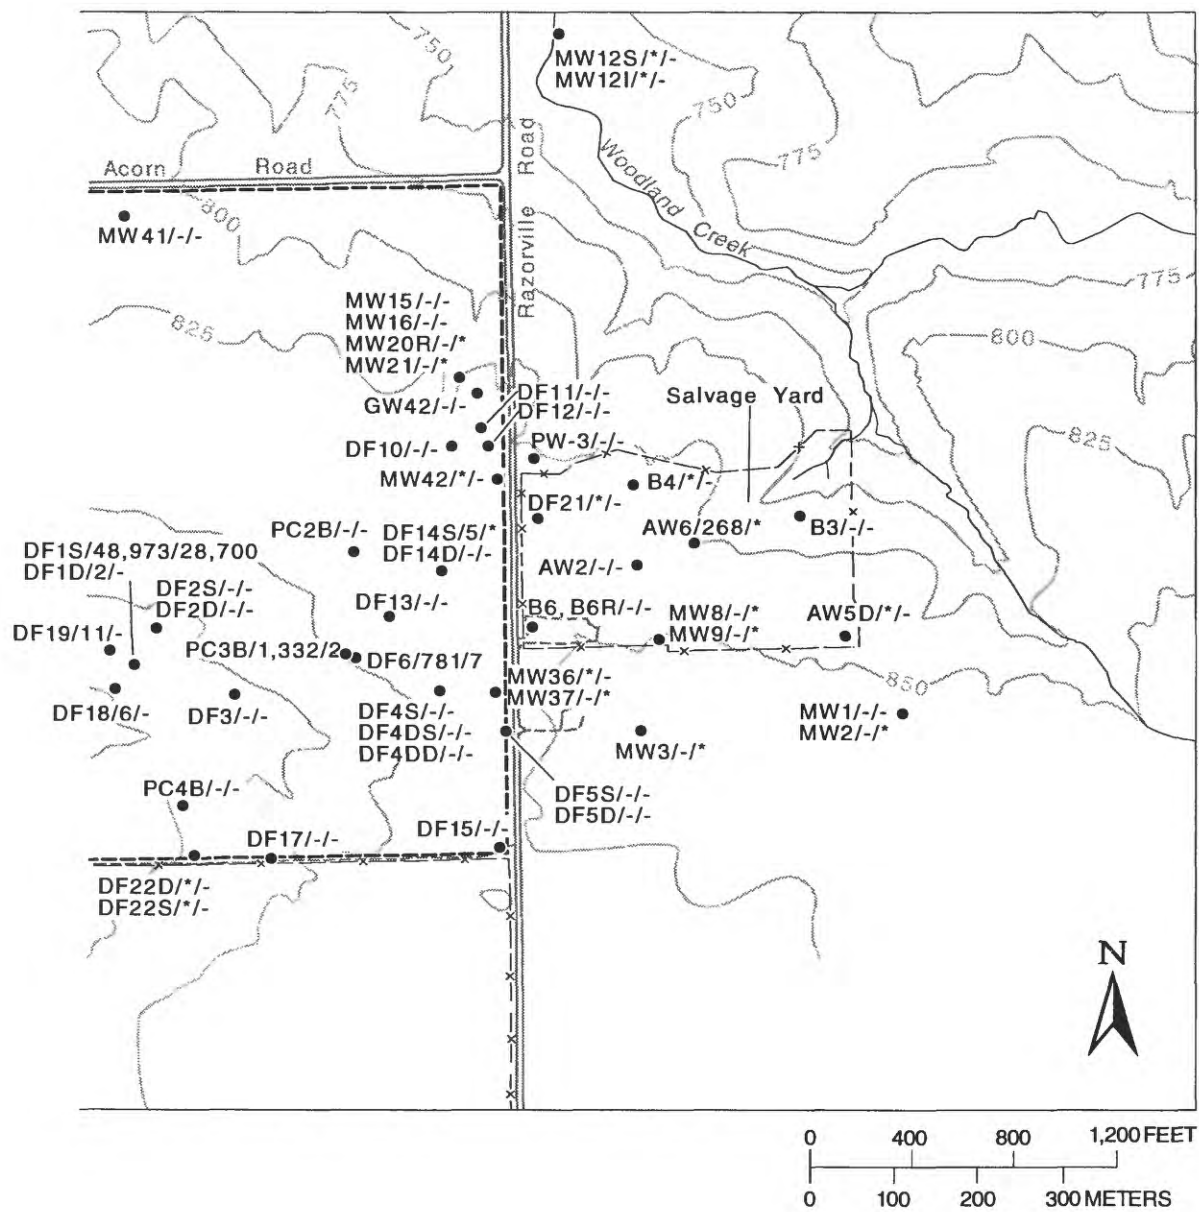 750
775
MW12S/*/-
MW12I/*/-
750
775
Acorn Road
Razorville Road
Woodland Creek
800
MW41/-/-
775
825
MW15/-/-
MW16/-/-
MW20R/-/*
MW21/-/*
800
GW42/-/-
DF11/-/-
DF12/-/-
Salvage Yard
825
DF10/-/-
PW-3/-/-
MW42/*/-
B4/*/-
DF21/*/-
PC2B/-/-
DF14S/5/*
DF14D/-/-
AW6/268/*
B3/-/-
DF1S/48,973/28,700
DF1D/2/-
AW2/-/-
DF2S/-/-
DF2D/-/-
DF13/-/-
B6, B6R/-/-
MW8/-/*
MW9/-/*
AW5D/*/-
DF19/11/-
PC3B/1,332/2
DF6/781/7
MW36/*/-
MW37/-/*
850
DF18/6/-
DF3/-/-
DF4S/-/-
DF4DS/-/-
DF4DD/-/-
MW1/-/-
MW2/-/*
MW3/-/*
PC4B/-/-
DF5S/-/-
DF5D/-/-
DF15/-/-
DF17/-/-
DF22D/*/-
DF22S/*/-
N
0 400 800 1,200 FEET
0 100 200 300 METERS